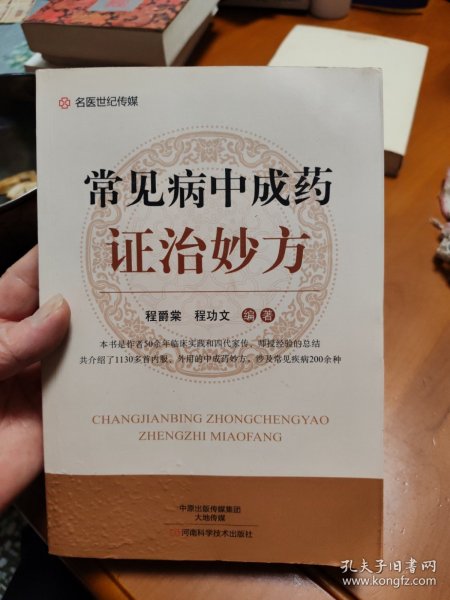 名医世纪传媒
常见病中成药
证治妙方
程爵棠 程功文 编著
本书是作者50余年临床实践和四代家传、师授经验的总结
共介绍了1130多首内服、外用的中成药妙方，涉及常见疾病200余种
CHANGJIANBING ZHONGCHENGYAO
ZHENGZHI MIAOFANG
中原出版传媒集团
大地传媒
河南科学技术出版社
孔夫子旧书网
www.kongfz.com